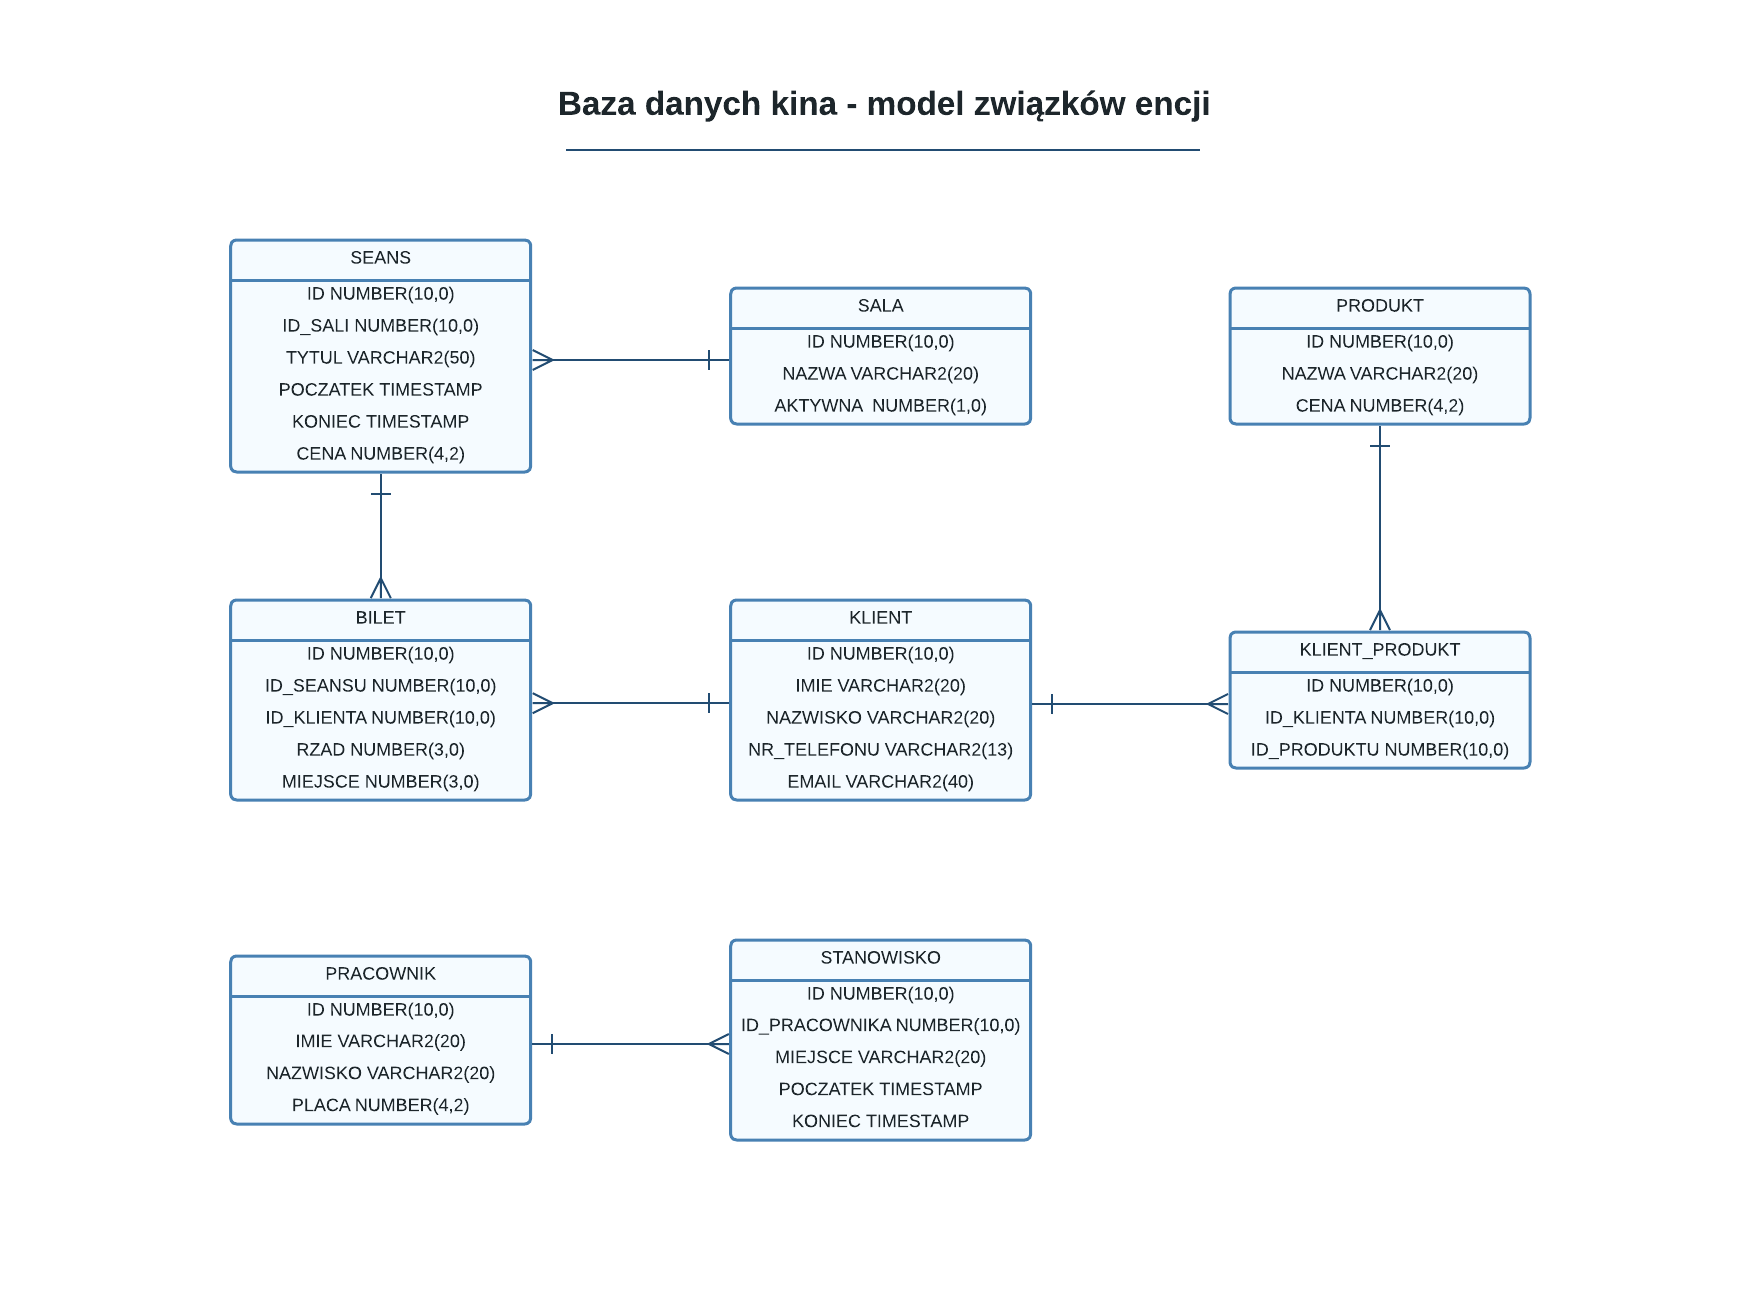 Baza danych kina - model związków encji
SEANS
ID NUMBER(10,0)
ID_SALI NUMBER(10,0)
TYTUL VARCHAR2(50)
POCZATEK TIMESTAMP
KONIEC TIMESTAMP
CENA NUMBER(4,2)
SALA
ID NUMBER(10,0)
NAZWA VARCHAR2(20)
AKTYWNA  NUMBER(1,0)
PRODUKT
ID NUMBER(10,0)
NAZWA VARCHAR2(20)
CENA NUMBER(4,2)
BILET
ID NUMBER(10,0)
ID_SEANSU NUMBER(10,0)
ID_KLIENTA NUMBER(10,0)
RZAD NUMBER(3,0)
MIEJSCE NUMBER(3,0)
KLIENT
ID NUMBER(10,0)
IMIE VARCHAR2(20)
NAZWISKO VARCHAR2(20)
NR_TELEFONU VARCHAR2(13)
EMAIL VARCHAR2(40)
KLIENT_PRODUKT
ID NUMBER(10,0)
ID_KLIENTA NUMBER(10,0)
ID_PRODUKTU NUMBER(10,0)
PRACOWNIK
ID NUMBER(10,0)
IMIE VARCHAR2(20)
NAZWISKO VARCHAR2(20)
PLACA NUMBER(4,2)
STANOWISKO
ID NUMBER(10,0)
ID_PRACOWNIKA NUMBER(10,0)
MIEJSCE VARCHAR2(20)
POCZATEK TIMESTAMP
KONIEC TIMESTAMP